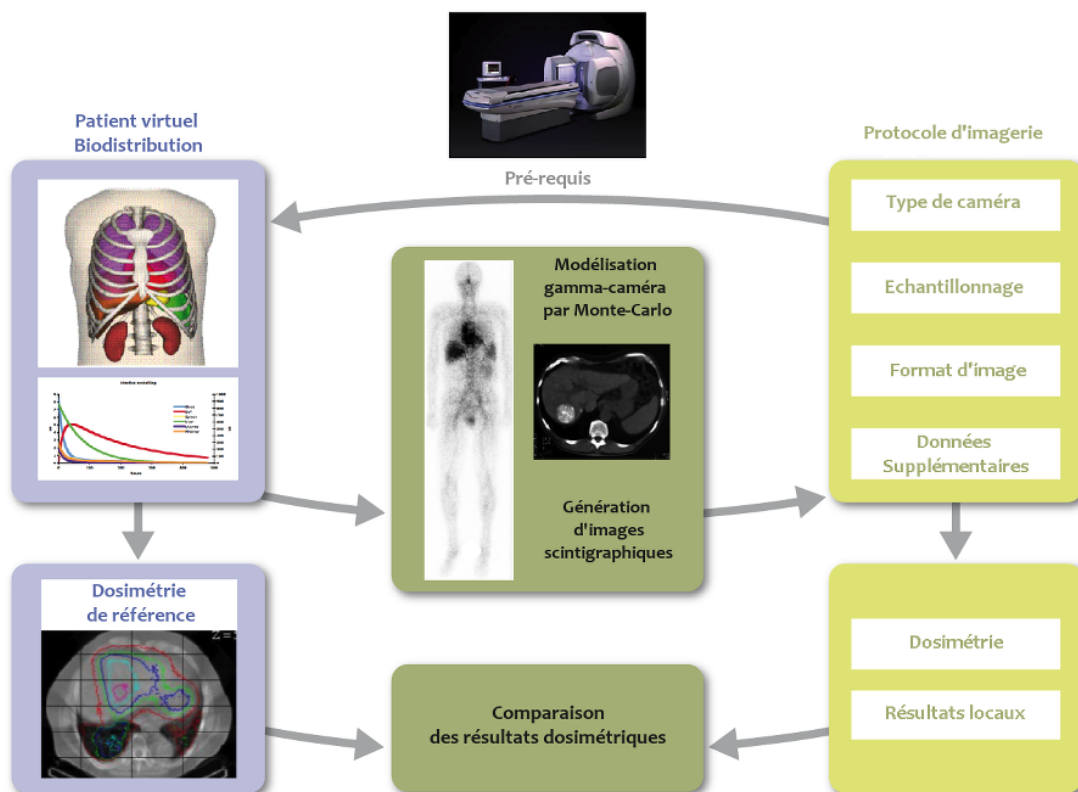 Patient virtuel
Biodistribution
Protocole d'imagerie
Pré-requis
Type de caméra
Echantillonnage
Format d'image
Données
Supplémentaires
Modélisation
gamma-caméra
par Monte-Carlo
Génération
d'images
scintigraphiques
Dosimétrie
de référence
Z=
Dosimétrie
Résultats locaux
Comparaison
des résultats dosimétriques